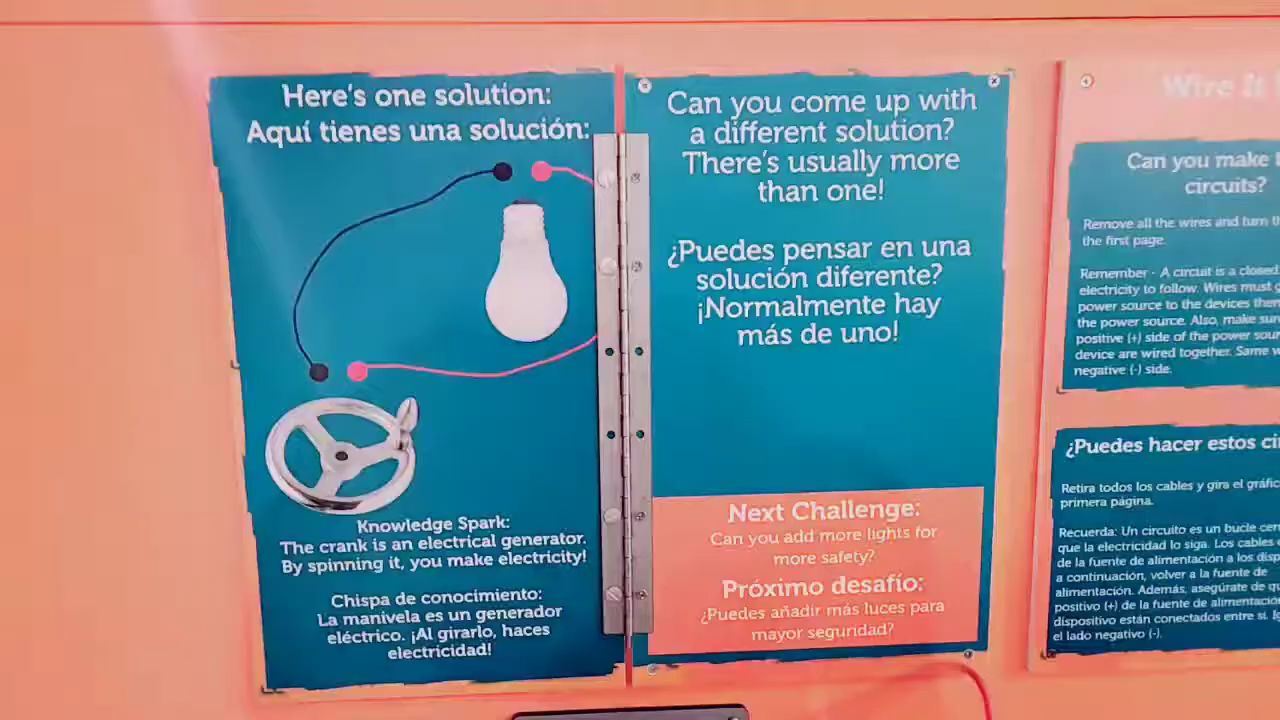 Here's one solution:
Aquí tienes una solución:
Knowledge Spark:
The crank is an electrical generator.
By spinning it, you make electricity!
Chispa de conocimiento:
La manivela es un generador
eléctrico. ¡Al girarlo, haces
electricidad!
Can you come up with
a different solution?
There's usually more
than one!
¿Puedes pensar en una
solución diferente?
¡Normalmente hay
más de uno!
Next Challenge:
Can you add more lights for
more safety?
Próximo desafío:
¿Puedes añadir más luces para
mayor seguridad?
Wire It
Can you make
circuits?
Remove all the wires and turn
the first page.
Remember - A circuit is a closed
electricity to follow. Wires must
power source to the devices then
the power source. Also, make
positive (+) side of the power
device are wired together. Same
negative (-) side.
¿Puedes hacer estos
Retira todos los cables y gira el
primera página.
Recuerda: Un circuito es un bucle
que la electricidad lo siga. Los cables
de la fuente de alimentación a los
a continuación, volver a la fuente de
alimentación. Además, asegúrate de
positivo (+) de la fuente de
dispositivo están conectados entre sí.
el lado negativo (-).